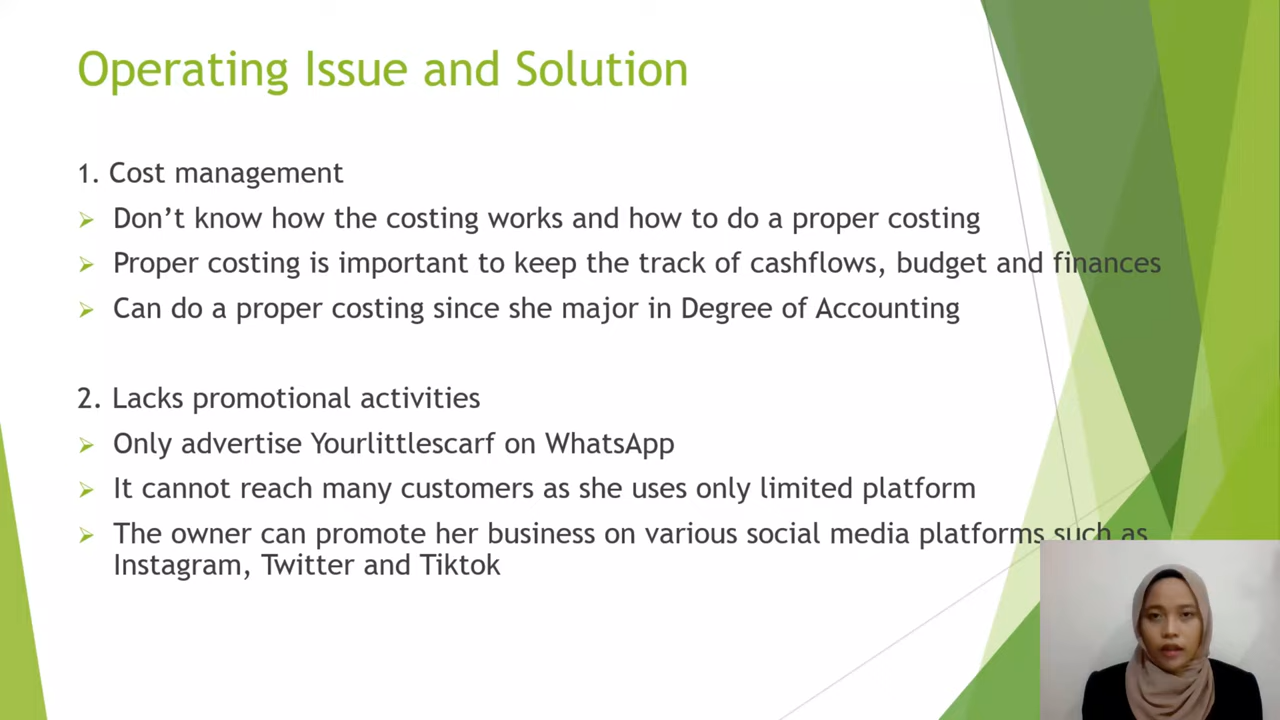 Operating Issue and Solution
1. Cost management
Don’t know how the costing works and how to do a proper costing
Proper costing is important to keep the track of cashflows, budget and finances
Can do a proper costing since she major in Degree of Accounting
2. Lacks promotional activities
Only advertise Yourlittlescarf on WhatsApp
It cannot reach many customers as she uses only limited platform
The owner can promote her business on various social media platforms such as
Instagram, Twitter and Tiktok